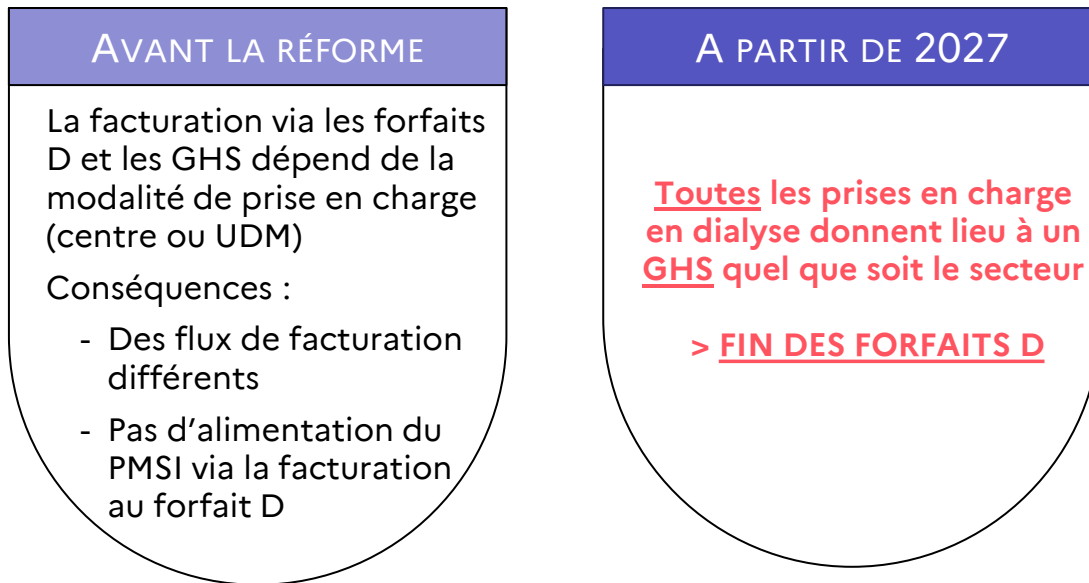 AVANT LA RÉFORME
La facturation via les forfaits
D et les GHS dépend de la
modalité de prise en charge
(centre ou UDM)
Conséquences :
- Des flux de facturation
différents
- Pas d’alimentation du
PMSI via la facturation
au forfait D
A PARTIR DE 2027
Toutes les prises en charge
en dialyse donnent lieu à un
GHS quel que soit le secteur
> FIN DES FORFAITS D